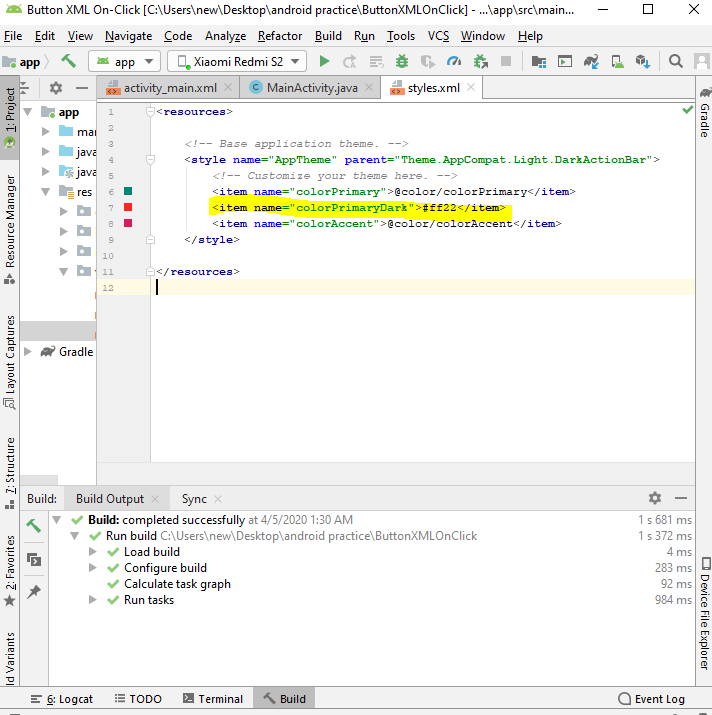 Button XML On-Click [C:\Users\new\Desktop\android practice\ButtonXMLOnClick] - ...\app\src\main...
File Edit View Navigate Code Analyze Refactor Build Run Tools VCS Window Help
app app Xiaomi Redmi S2
1: Project
Resource Manager
Layout Captures
7: Structure
2: Favorites
ld Variants
app
ma
java
java
res
Gradle
activity_main.xml MainActivity.java styles.xml
1 <resources>
2
3 <!-- Base application theme. -->
4 <style name="AppTheme" parent="Theme.AppCompat.Light.DarkActionBar">
5 <!-- Customize your theme here. -->
6 <item name="colorPrimary">@color/colorPrimary</item>
7 <item name="colorPrimaryDark">#ff22</item>
8 <item name="colorAccent">@color/colorAccent</item>
9 </style>
10
11 </resources>
12
Gradle
Device File Explorer
Build: Build Output Sync
Build: completed successfully at 4/5/2020 1:30 AM 1 s 681 ms
Run build C:\Users\new\Desktop\android practice\ButtonXMLOnClick 1 s 372 ms
Load build 4 ms
Configure build 283 ms
Calculate task graph 92 ms
Run tasks 984 ms
6: Logcat TODO Terminal Build Event Log